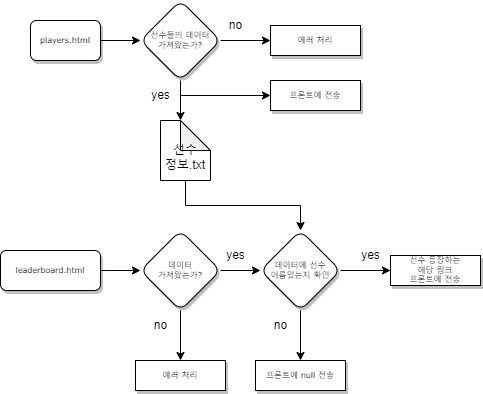 players.html
선수들의 데이터
가져왔는가?
no
에러 처리
yes
프론트에 전송
선수
정보.txt
leaderboard.html
데이터
가져왔는가?
yes
데이터에 선수
이름있는지 확인
yes
선수 등장하는
해당 링크
프론트에 전송
no
no
에러 처리
프론트에 null 전송